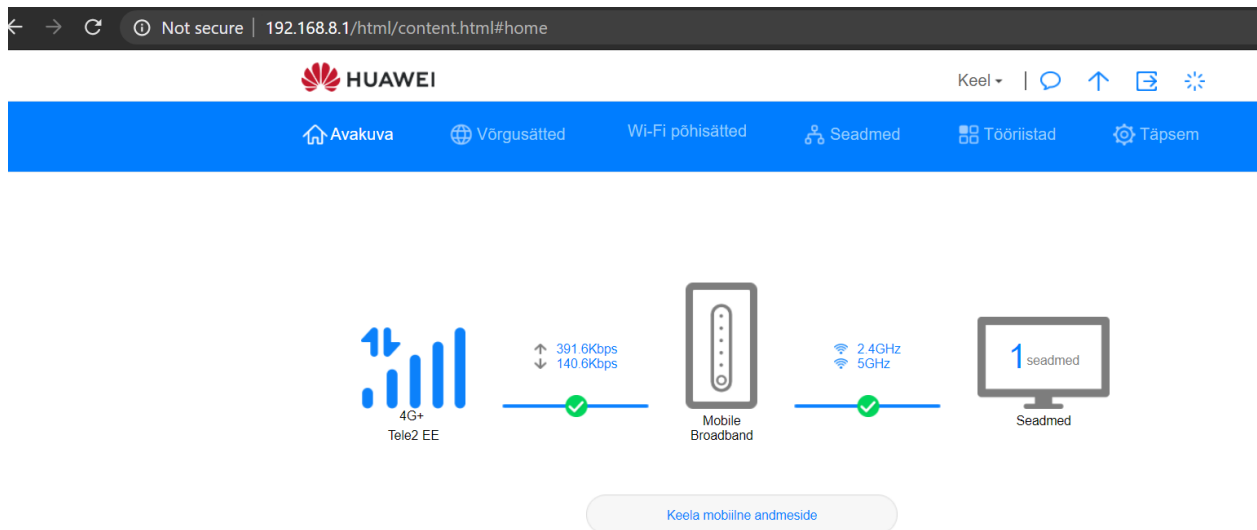 Not secure | 192.168.8.1/html/content.html#home
HUAWEI Keel
Avakuva Võrgusätted Wi-Fi põhisätted Seadmed Tööriistad Täpsem
391.6Kbps
140.6Kbps
2.4GHz
5GHz
1 seadmed
4G+
Tele2 EE
Mobile
Broadband
Seadmed
Keela mobiilne andmeside